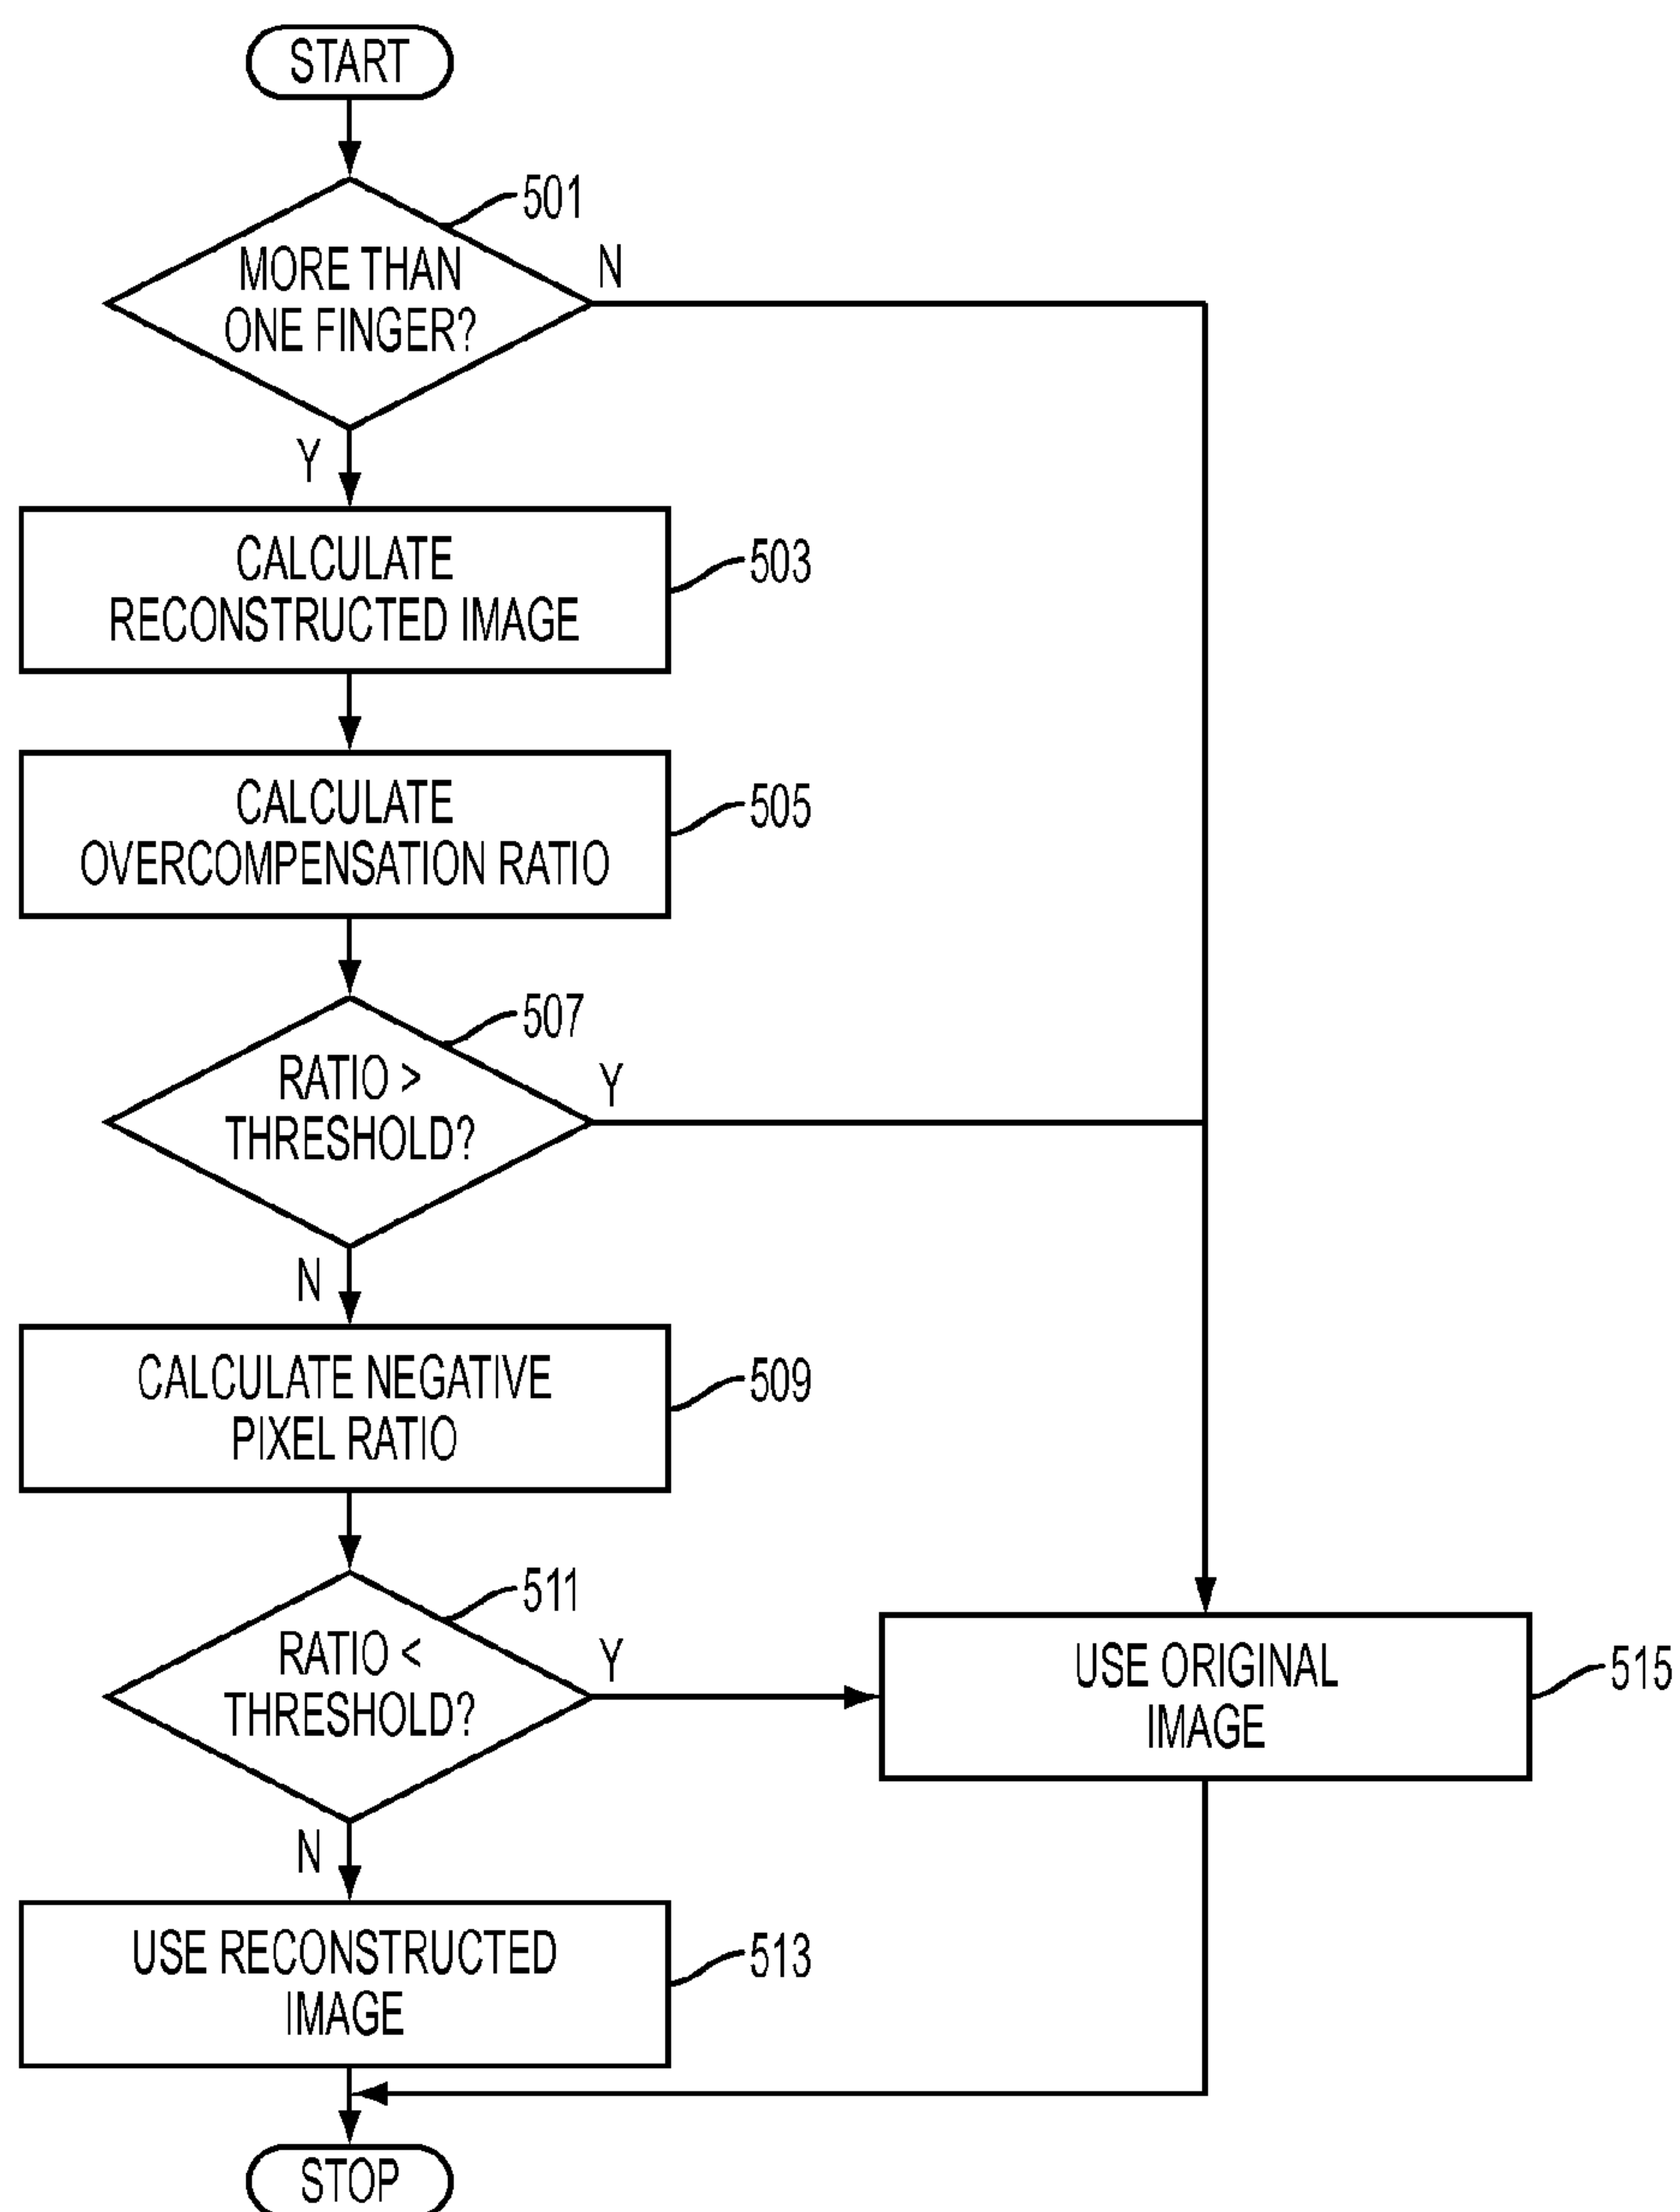 START
501
MORE THAN
ONE FINGER?
N
Y
CALCULATE
RECONSTRUCTED IMAGE
503
CALCULATE
OVERCOMPENSATION RATIO
505
507
RATIO >
THRESHOLD?
Y
N
CALCULATE NEGATIVE
PIXEL RATIO
509
511
RATIO <
THRESHOLD?
Y
USE ORIGINAL
IMAGE
515
N
USE RECONSTRUCTED
IMAGE
513
STOP